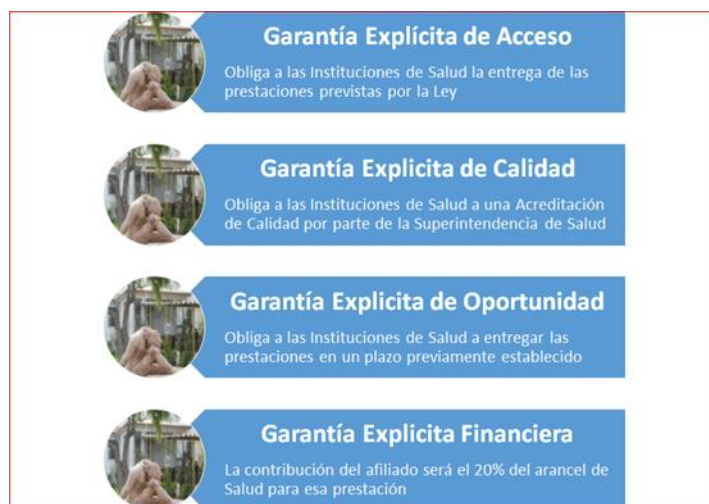 Garantía Explícita de Acceso
Obliga a las Instituciones de Salud la entrega de las
prestaciones previstas por la Ley
Garantía Explicita de Calidad
Obliga a las Instituciones de Salud a una Acreditación
de Calidad por parte de la Superintendencia de Salud
Garantía Explicita de Oportunidad
Obliga a las Instituciones de Salud a entregar las
prestaciones en un plazo previamente establecido
Garantía Explicita Financiera
La contribución del afiliado será el 20% del arancel de
Salud para esa prestación